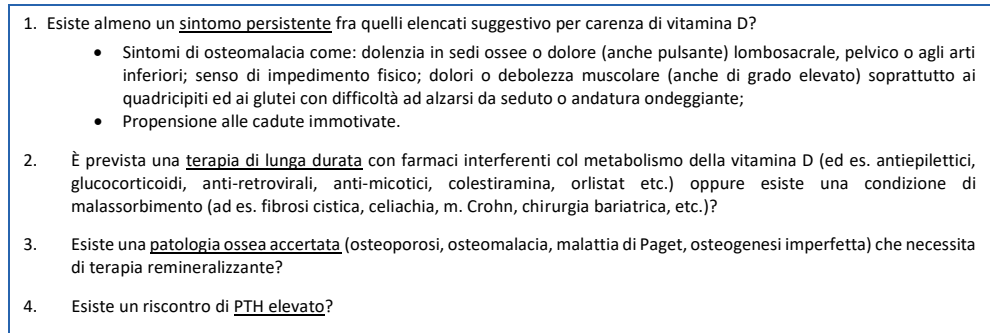 1. Esiste almeno un sintomo persistente fra quelli elencati suggestivo per carenza di vitamina D?
• Sintomi di osteomalacia come: dolenzia in sedi ossee o dolore (anche pulsante) lombosacrale, pelvico o agli arti
inferiori; senso di impedimento fisico; dolori o debolezza muscolare (anche di grado elevato) soprattutto ai
quadricipiti ed ai glutei con difficoltà ad alzarsi da seduto o andatura ondeggiante;
• Propensione alle cadute immotivate.
2. È prevista una terapia di lunga durata con farmaci interferenti col metabolismo della vitamina D (ed es. antiepilettici,
glucocorticoidi, anti-retrovirali, anti-micotici, colestiramina, orlistat etc.) oppure esiste una condizione di
malassorbimento (ad es. fibrosi cistica, celiachia, m. Crohn, chirurgia bariatrica, etc.)?
3. Esiste una patologia ossea accertata (osteoporosi, osteomalacia, malattia di Paget, osteogenesi imperfetta) che necessita
di terapia remineralizzante?
4. Esiste un riscontro di PTH elevato?